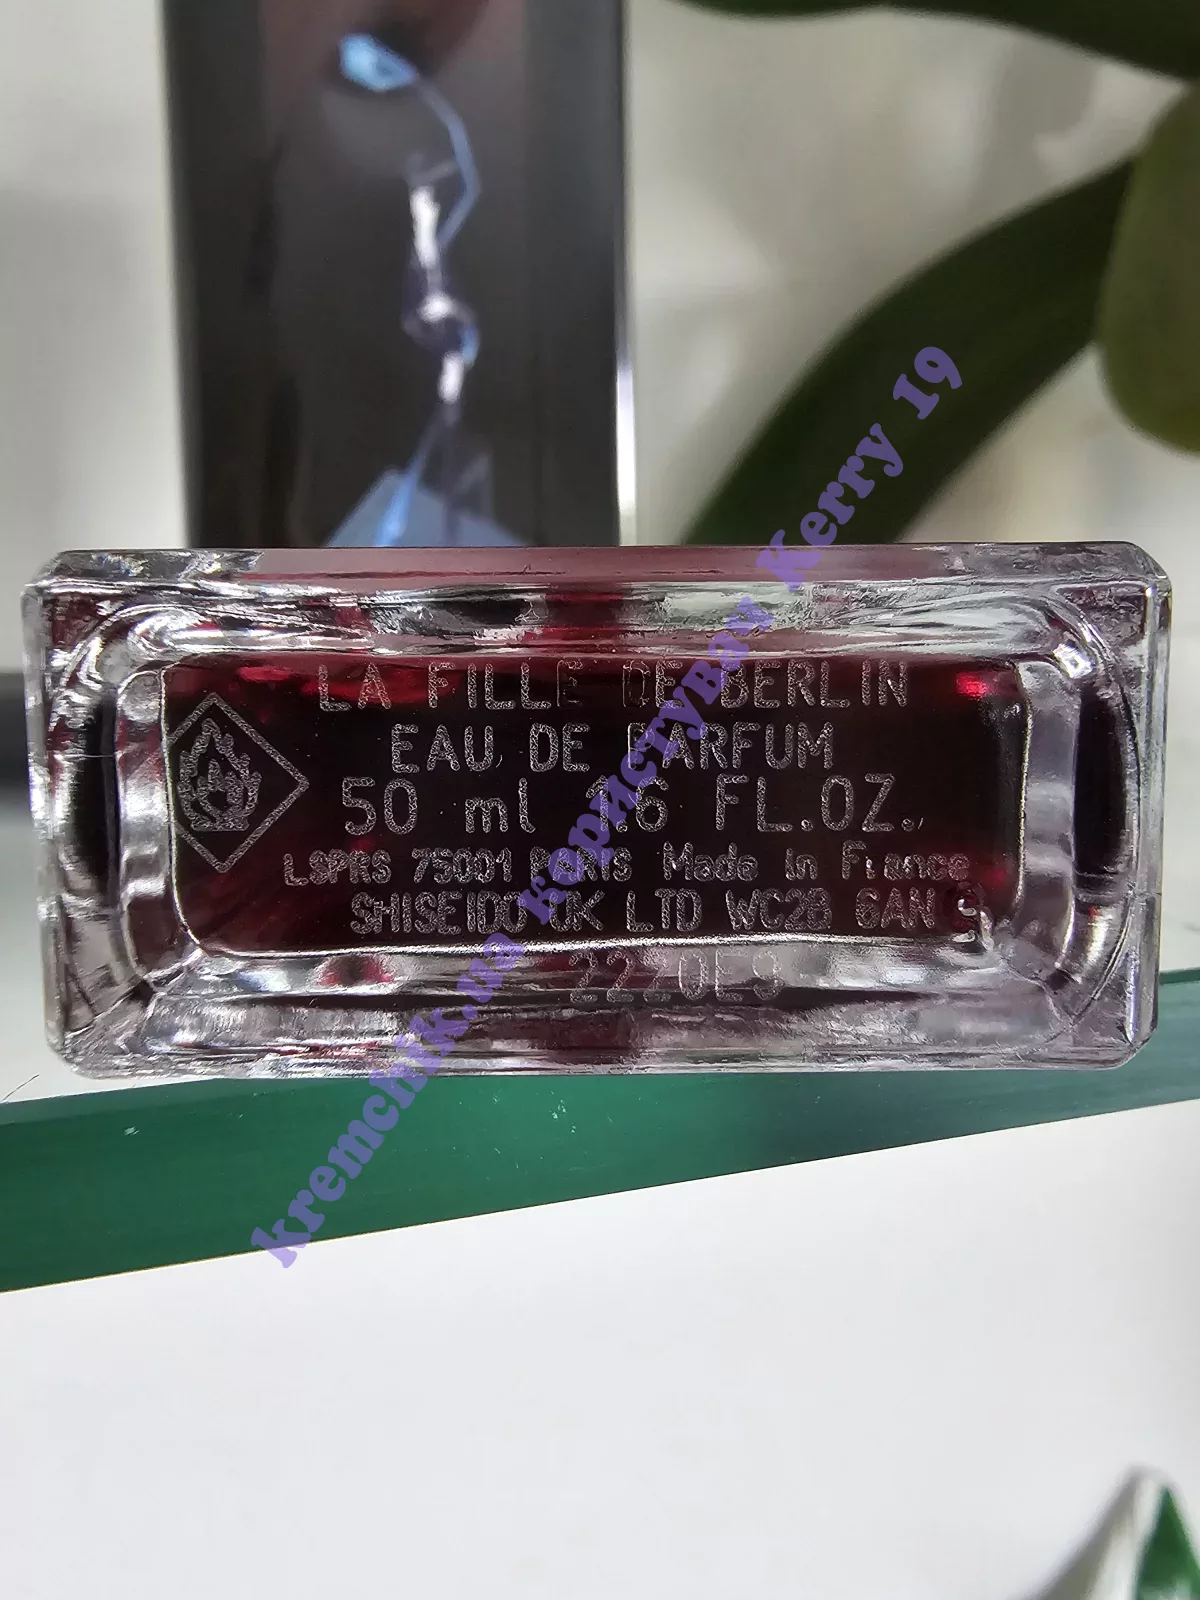 LA FILLE DE BERLIN
EAU DE PARFUM
50 ml 1.6 FL.OZ.
LSPRS 75001 PARIS Made in France
SHISEIDO UK LTD WC2B 6AN
2220E9
kremchik.ua Користувач Kerry 19